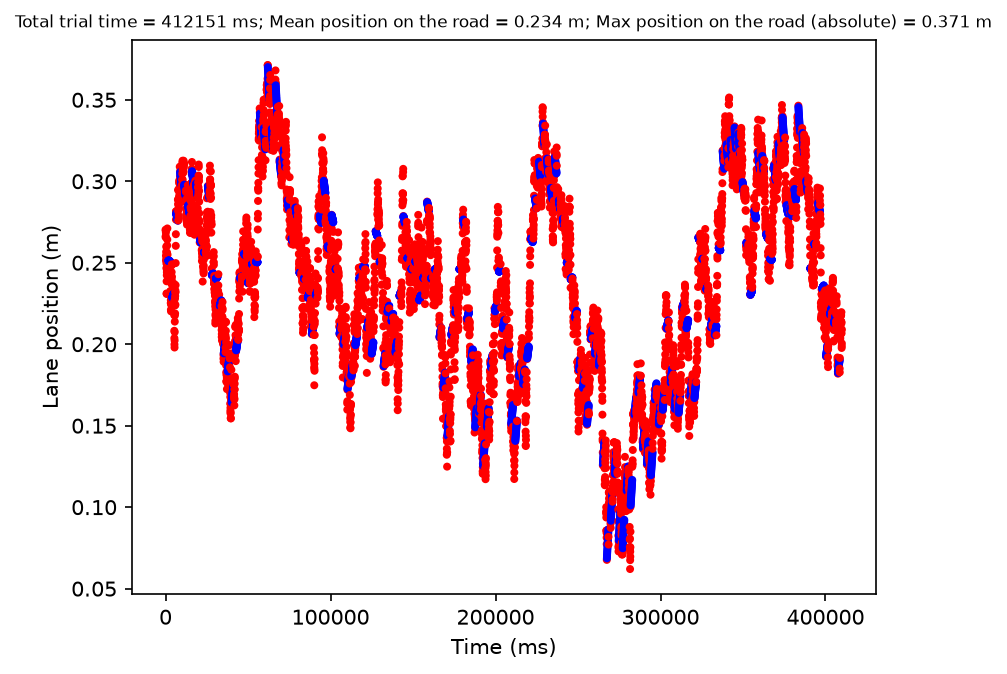 Total trial time = 412151 ms; Mean position on the road = 0.234 m; Max position on the road (absolute) = 0.371 m
0.35
0.30
0.25
0.20
0.15
0.10
0.05
Lane position (m)
0 100000 200000 300000 400000
Time (ms)